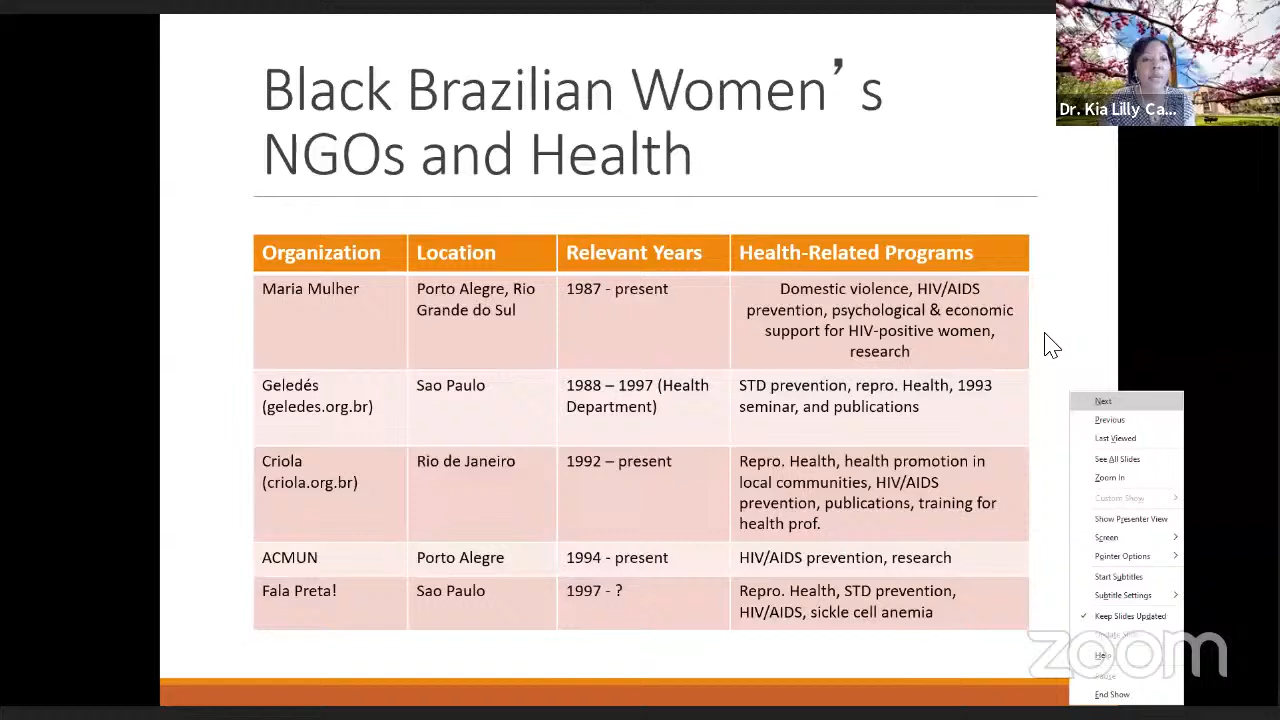 Black Brazilian Women’s
NGOs and Health
Dr. Kia Lilly Ca...
Organization
Location
Relevant Years
Health-Related Programs
Maria Mulher
Porto Alegre, Rio
Grande do Sul
1987 - present
Domestic violence, HIV/AIDS
prevention, psychological & economic
support for HIV-positive women,
research
Geledés
(geledes.org.br)
Sao Paulo
1988 – 1997 (Health
Department)
STD prevention, repro. Health, 1993
seminar, and publications
Criola
(criola.org.br)
Rio de Janeiro
1992 – present
Repro. Health, health promotion in
local communities, HIV/AIDS
prevention, publications, training for
health prof.
ACMUN
Porto Alegre
1994 - present
HIV/AIDS prevention, research
Fala Preta!
Sao Paulo
1997 - ?
Repro. Health, STD prevention,
HIV/AIDS, sickle cell anemia
Next
Previous
Last Viewed
See All Slides
Zoom In
Custom Show
Show Presenter View
Screen
Pointer Options
Start Subtitles
Subtitle Settings
Keep Slides Updated
Help
Pause
End Show
zoom